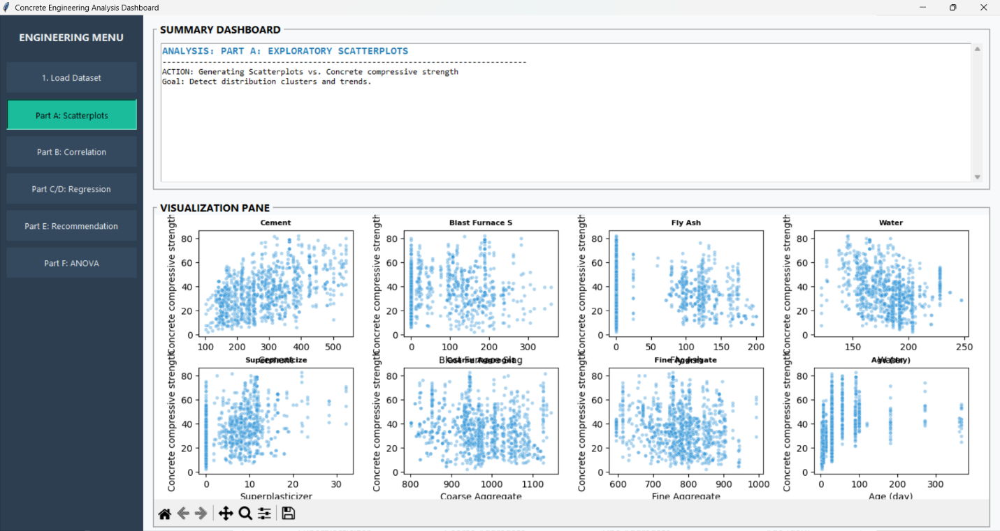 Concrete Engineering Analysis Dashboard
ENGINEERING MENU
1. Load Dataset
Part A: Scatterplots
Part B: Correlation
Part C/D: Regression
Part E: Recommendation
Part F: ANOVA
SUMMARY DASHBOARD
ANALYSIS: PART A: EXPLORATORY SCATTERPLOTS
--------------------------------------------------------------------------------
ACTION: Generating Scatterplots vs. Concrete compressive strength
Goal: Detect distribution clusters and trends.
VISUALIZATION PANE
Cement
Concrete compressive strength
80
60
40
20
0
100 200 300 400 500
Cement
Blast Furnace S
Concrete compressive strength
80
60
40
20
0
0 100 200 300
Blast Furnace Slag
Fly Ash
Concrete compressive strength
80
60
40
20
0
0 50 100 150 200
Fly Ash
Water
Concrete compressive strength
80
60
40
20
0
150 200 250
Water
Superplasticize
Concrete compressive strength
80
60
40
20
0
0 10 20 30
Superplasticizer
Coarse Aggregat
Concrete compressive strength
80
60
40
20
0
800 900 1000 1100
Coarse Aggregate
Fine Aggregate
Concrete compressive strength
80
60
40
20
0
600 700 800 900 1000
Fine Aggregate
Age (day)
Concrete compressive strength
80
60
40
20
0
0 100 200 300
Age (day)